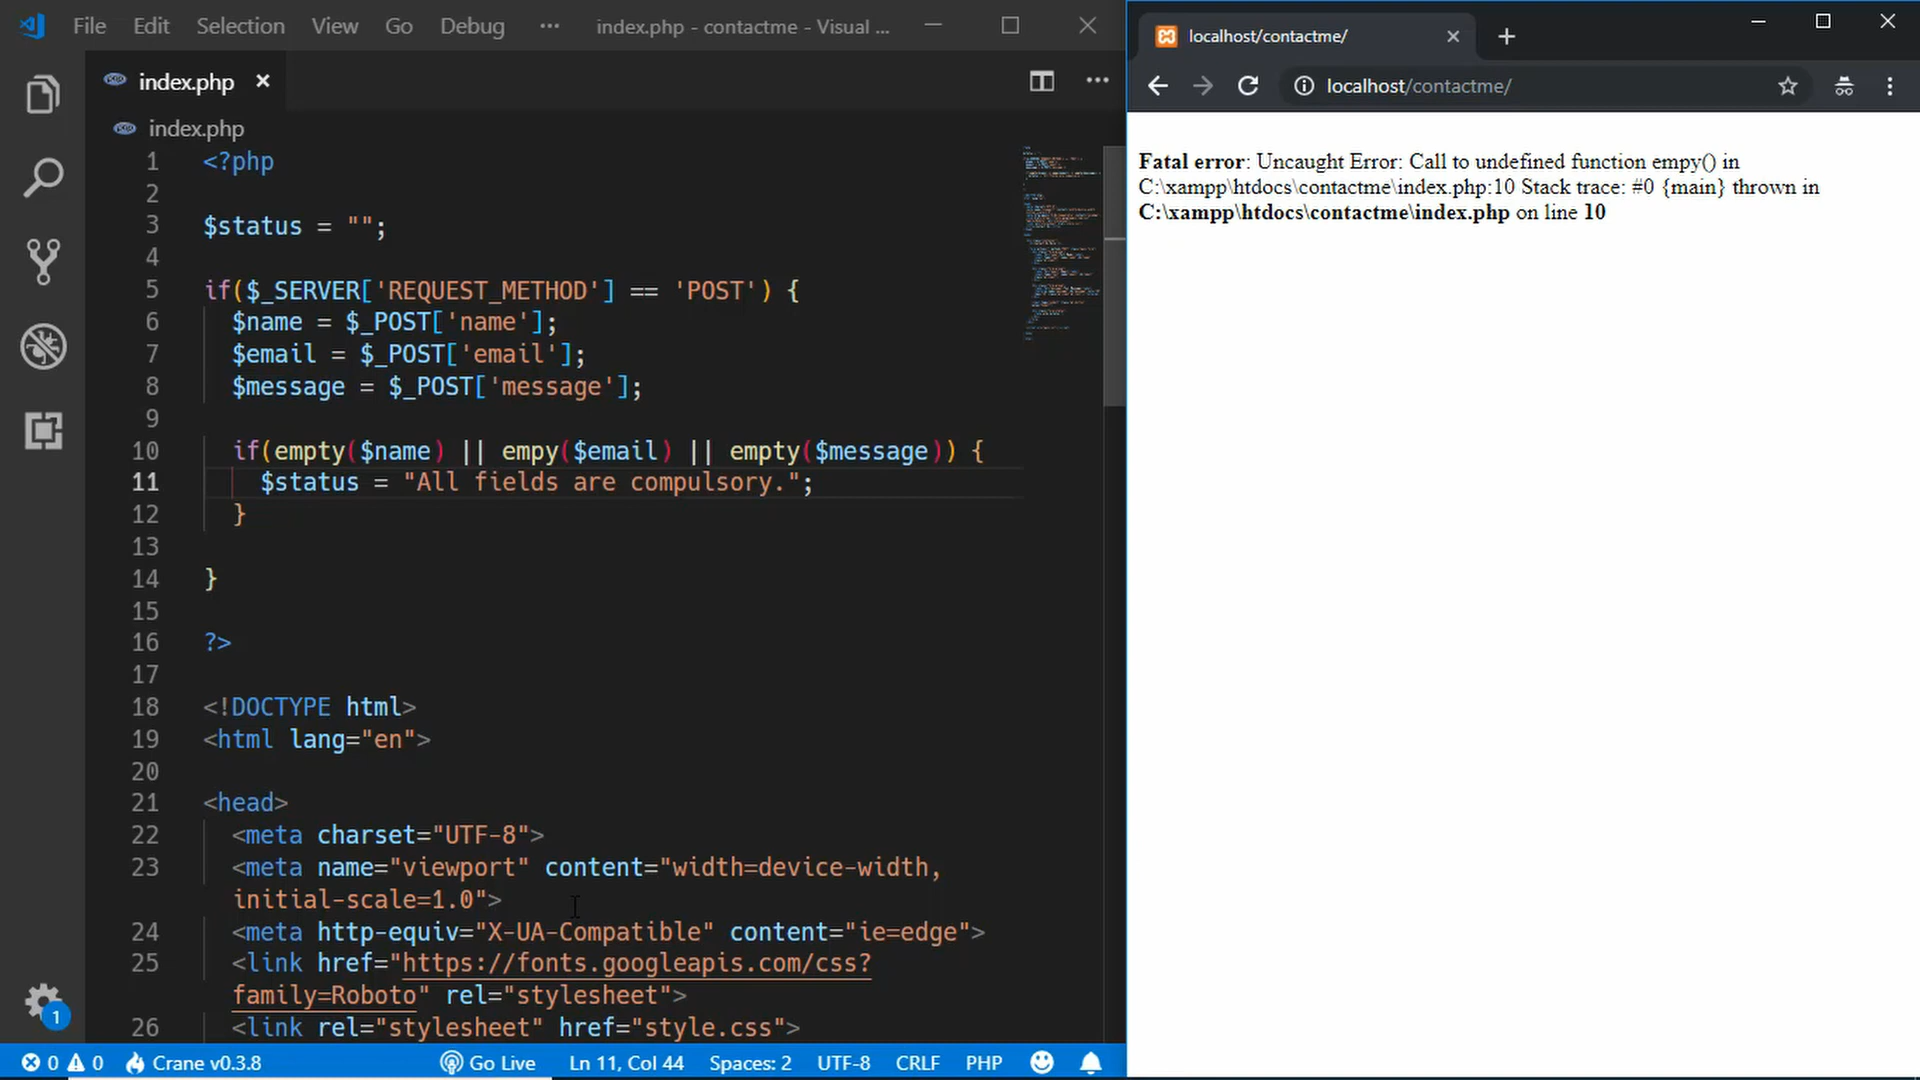 File Edit Selection View Go Debug ··· index.php - contactme - Visual ...
index.php
index.php
1 <?php
2
3 $status = "";
4
5 if($_SERVER['REQUEST_METHOD'] == 'POST') {
6 $name = $_POST['name'];
7 $email = $_POST['email'];
8 $message = $_POST['message'];
9
10 if(empty($name) || empy($email) || empty($message)) {
11 $status = "All fields are compulsory.";
12 }
13
14 }
15
16 ?>
17
18 <!DOCTYPE html>
19 <html lang="en">
20
21 <head>
22 <meta charset="UTF-8">
23 <meta name="viewport" content="width=device-width,
initial-scale=1.0">
24 <meta http-equiv="X-UA-Compatible" content="ie=edge">
25 <link href="https://fonts.googleapis.com/css?
family=Roboto" rel="stylesheet">
26 <link rel="stylesheet" href="style.css">
1
0 0 Crane v0.3.8 Go Live Ln 11, Col 44 Spaces: 2 UTF-8 CRLF PHP
localhost/contactme/
localhost/contactme/
Fatal error: Uncaught Error: Call to undefined function empy() in
C:\xampp\htdocs\contactme\index.php:10 Stack trace: #0 {main} thrown in
C:\xampp\htdocs\contactme\index.php on line 10